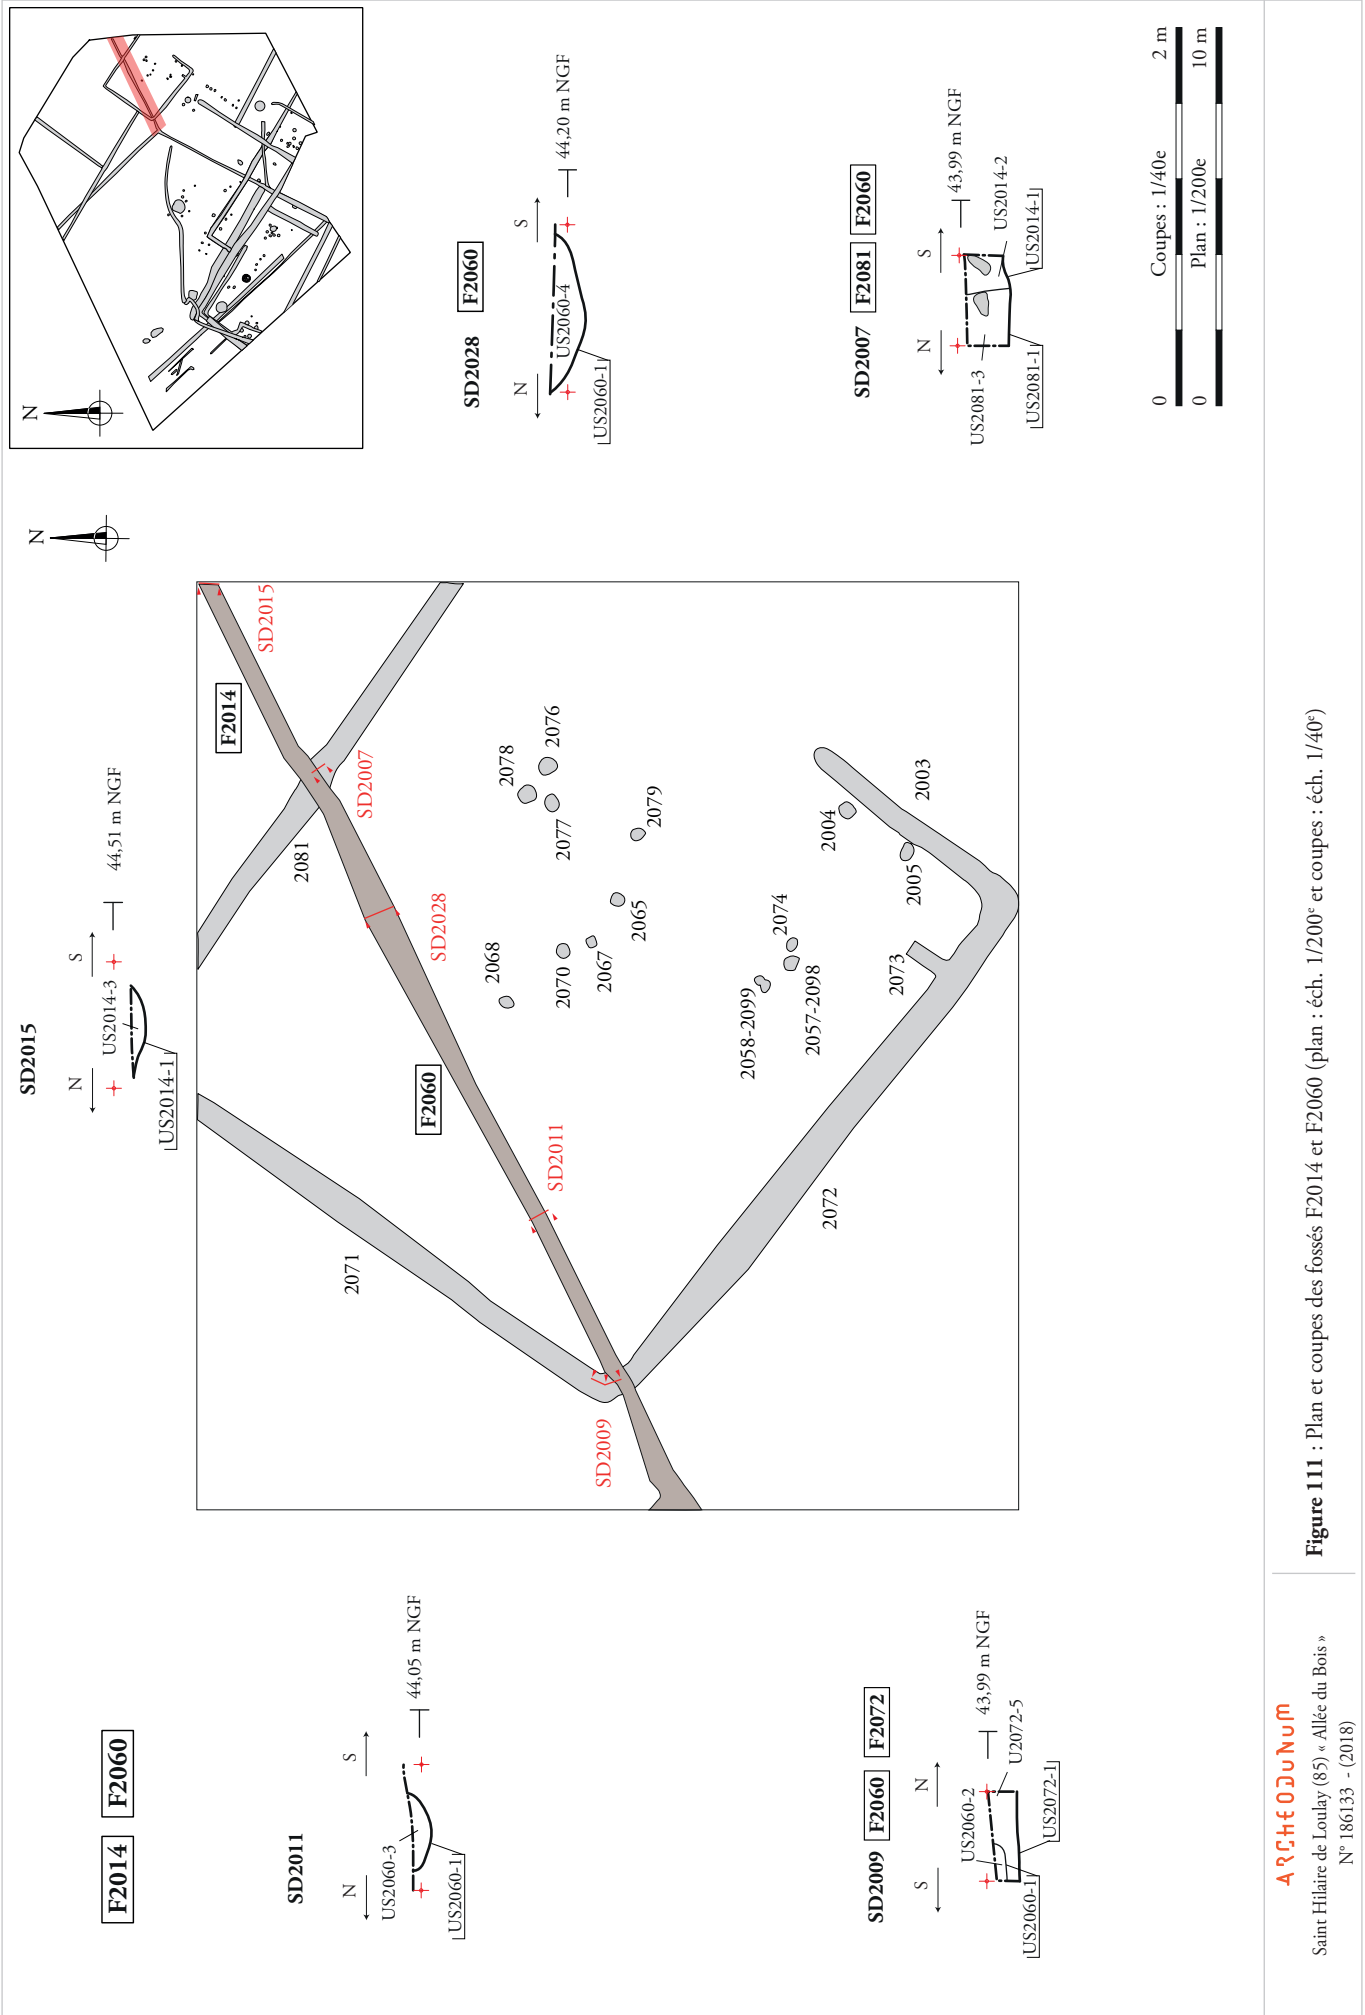 F2014 F2060
SD2015
N
S
US2014-3
44,51 m NGF
US2014-1
N
N
SD2011
N
S
US2060-3
44,05 m NGF
US2060-1
SD2028 F2060
N
S
US2060-4
44,20 m NGF
US2060-1
SD2009 F2060 F2072
S
N
US2060-2
43,99 m NGF
U2072-5
US2060-1
US2072-1
SD2007 F2081 F2060
N
S
US2081-3
43,99 m NGF
US2014-2
US2081-1
US2014-1
SD2015
F2014
SD2007
2081
SD2028
2071
F2060
SD2011
SD2009
2068
2078
2076
2077
2070
2067
2065
2079
2074
2058-2099
2057-2098
2004
2003
2005
2073
2072
0 Coupes : 1/40e 2 m
0 Plan : 1/200e 10 m
ARCHEODUNUM
Saint Hilaire de Loulay (85) « Allée du Bois »
N° 186133 - (2018)
Figure 111 : Plan et coupes des fossés F2014 et F2060 (plan : éch. 1/200e et coupes : éch. 1/40e)